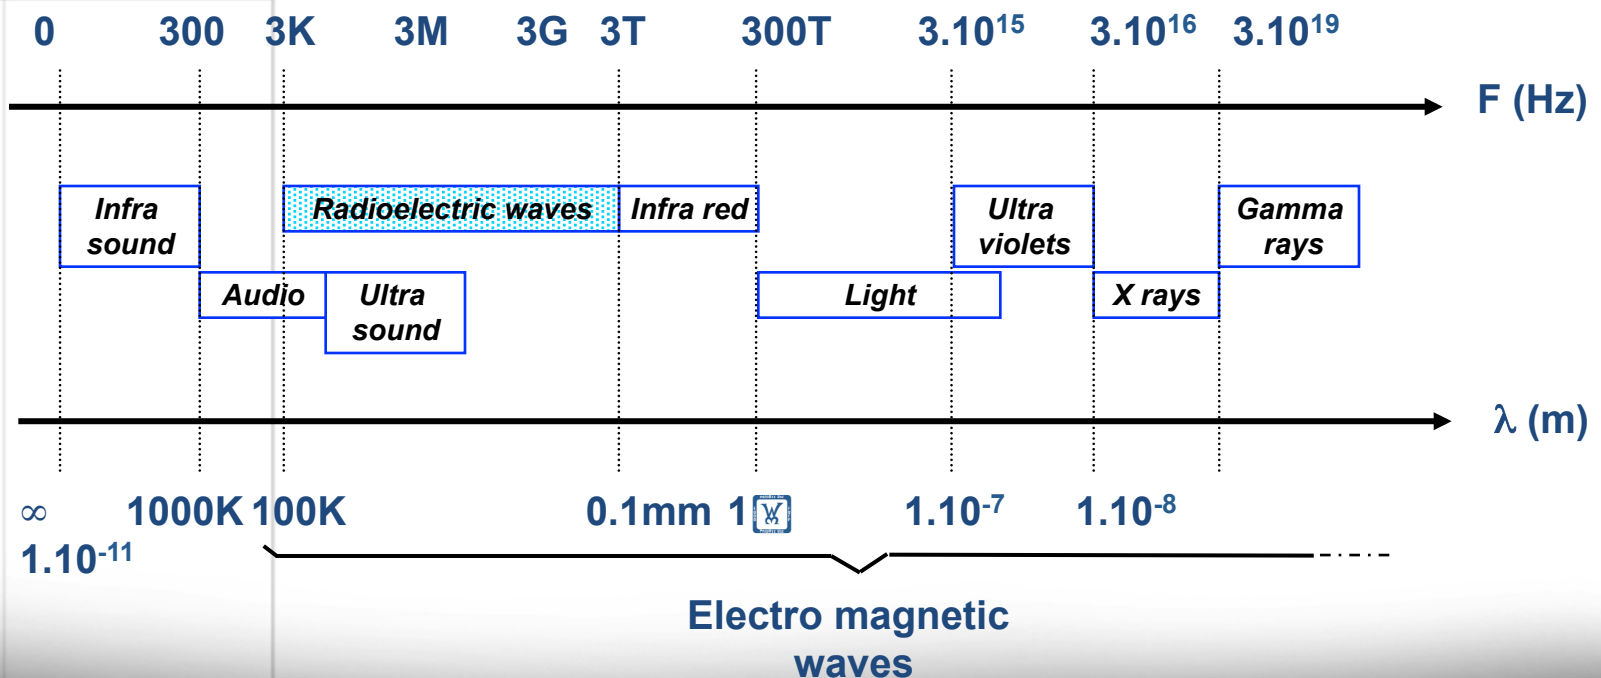 0 300 3K 3M 3G 3T 300T 3.10¹⁵ 3.10¹⁶ 3.10¹⁹
F (Hz)
Infra
sound
Radioelectric waves
Infra red
Ultra
violets
Gamma
rays
Audio
Ultra
sound
Light
X rays
λ (m)
∞ 1000K 100K 0.1mm 1 1.10⁻⁷ 1.10⁻⁸
1.10⁻¹¹
Electro magnetic
waves